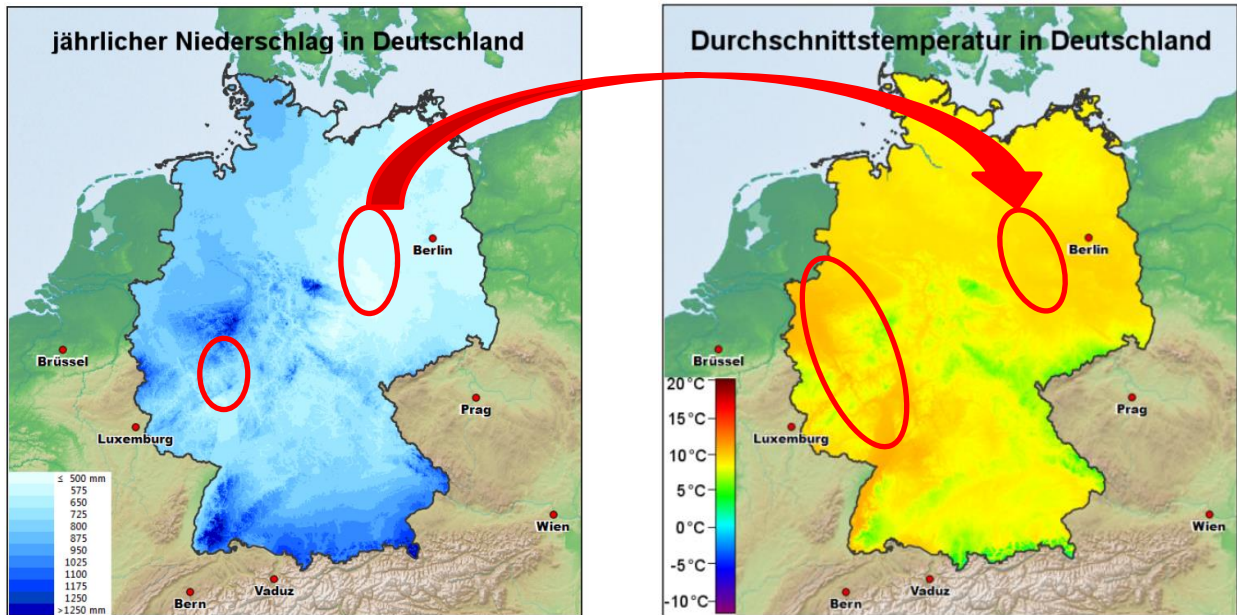 jährlicher Niederschlag in Deutschland
Berlin
Brüssel
Prag
Luxemburg
Wien
Vaduz
Bern
≤ 500 mm
575
650
725
800
875
950
1025
1100
1175
1250
>1250 mm
Durchschnittstemperatur in Deutschland
Berlin
Brüssel
Prag
Luxemburg
Wien
Vaduz
Bern
20°C
15°C
10°C
5°C
0°C
-5°C
-10°C